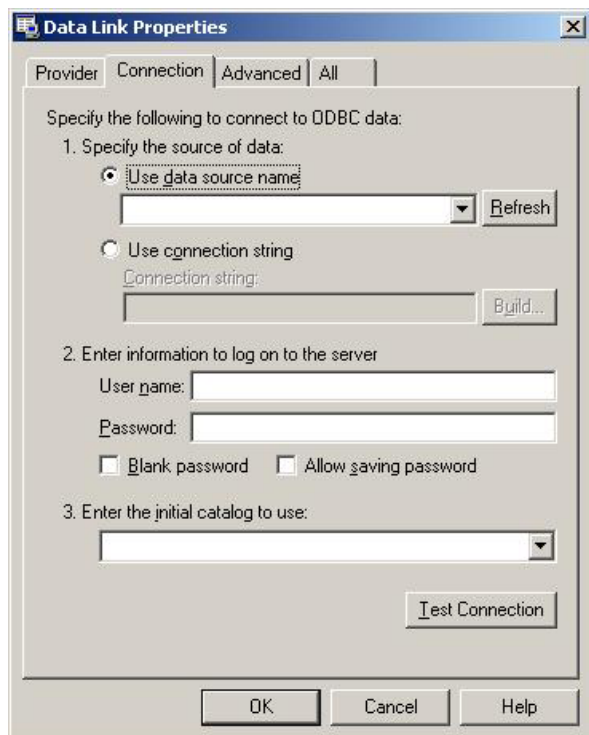 Data Link Properties
Provider Connection Advanced All
Specify the following to connect to ODBC data:
1. Specify the source of data:
Use data source name
Refresh
Use connection string
Connection string:
Build...
2. Enter information to log on to the server
User name:
Password:
Blank password Allow saving password
3. Enter the initial catalog to use:
Test Connection
OK Cancel Help